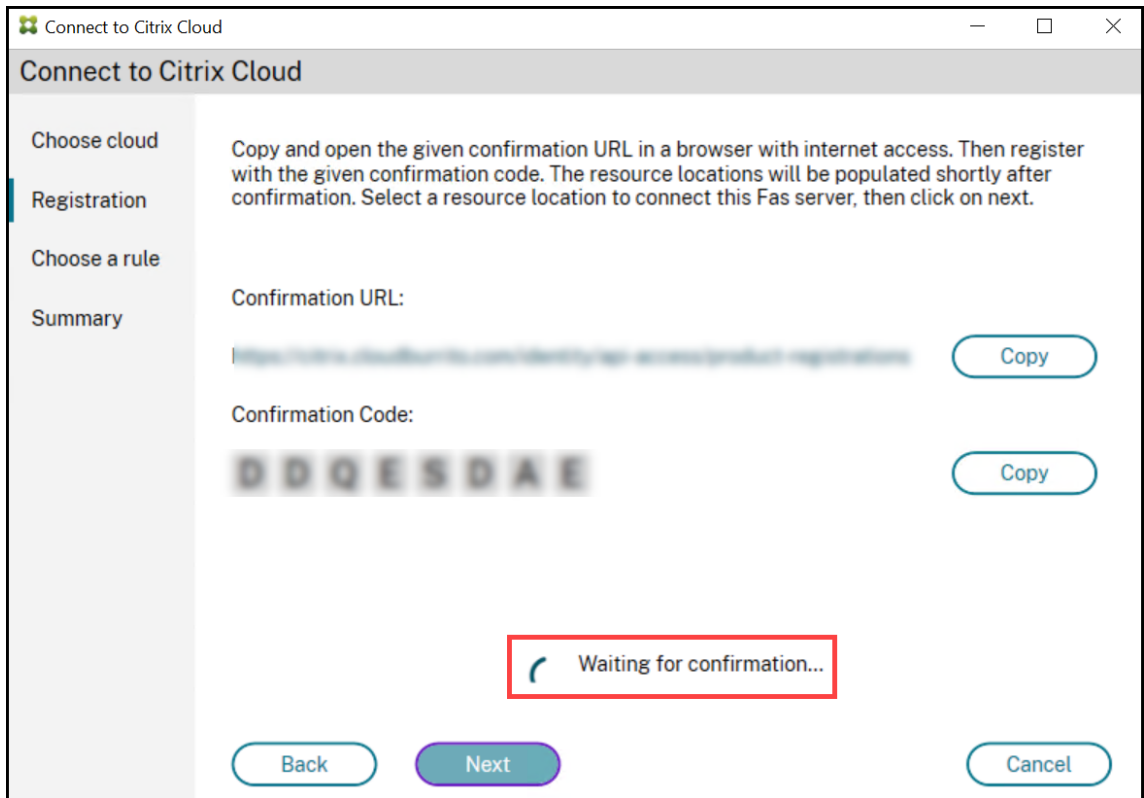 Connect to Citrix Cloud
Connect to Citrix Cloud
Choose cloud
Registration
Choose a rule
Summary
Copy and open the given confirmation URL in a browser with internet access. Then register
with the given confirmation code. The resource locations will be populated shortly after
confirmation. Select a resource location to connect this Fas server, then click on next.
Confirmation URL:
Copy
Confirmation Code:
Copy
Waiting for confirmation...
Back
Next
Cancel